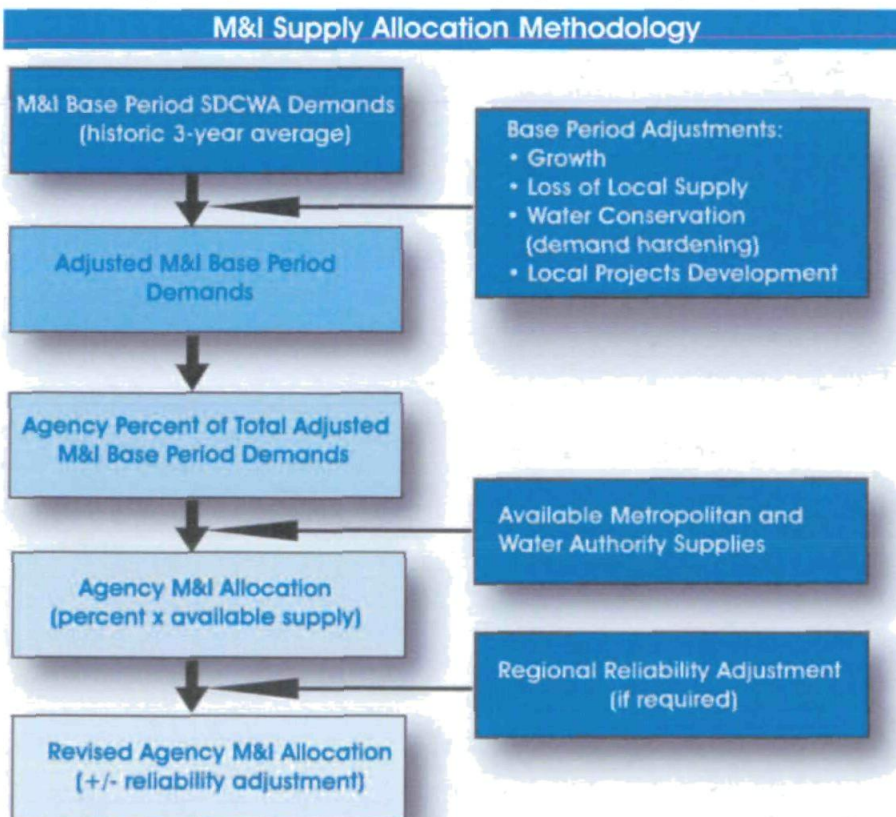 M&I Supply Allocation Methodology
M&I Base Period SDCWA Demands
(historic 3-year average)
Base Period Adjustments:
• Growth
• Loss of Local Supply
• Water Conservation
(demand hardening)
• Local Projects Development
Adjusted M&I Base Period
Demands
Agency Percent of Total Adjusted
M&I Base Period Demands
Available Metropolitan and
Water Authority Supplies
Agency M&I Allocation
(percent x available supply)
Regional Reliability Adjustment
(if required)
Revised Agency M&I Allocation
(+/- reliability adjustment)